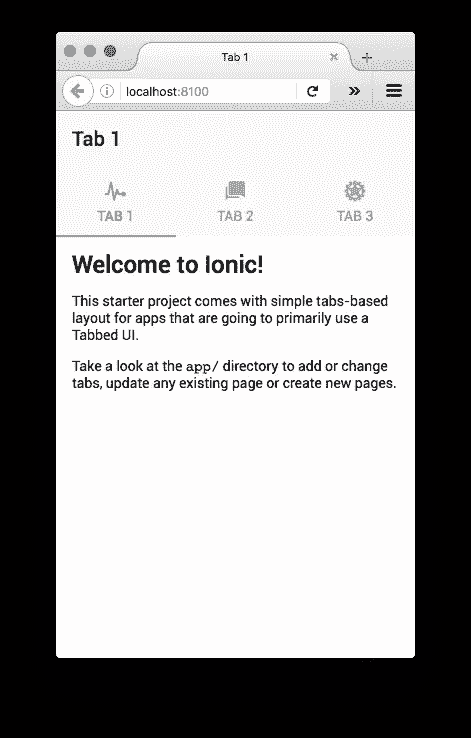 Tab 1
localhost:8100
Tab 1
TAB 1 TAB 2 TAB 3
Welcome to Ionic!
This starter project comes with simple tabs-based
layout for apps that are going to primarily use a
Tabbed UI.
Take a look at the app/ directory to add or change
tabs, update any existing page or create new pages.